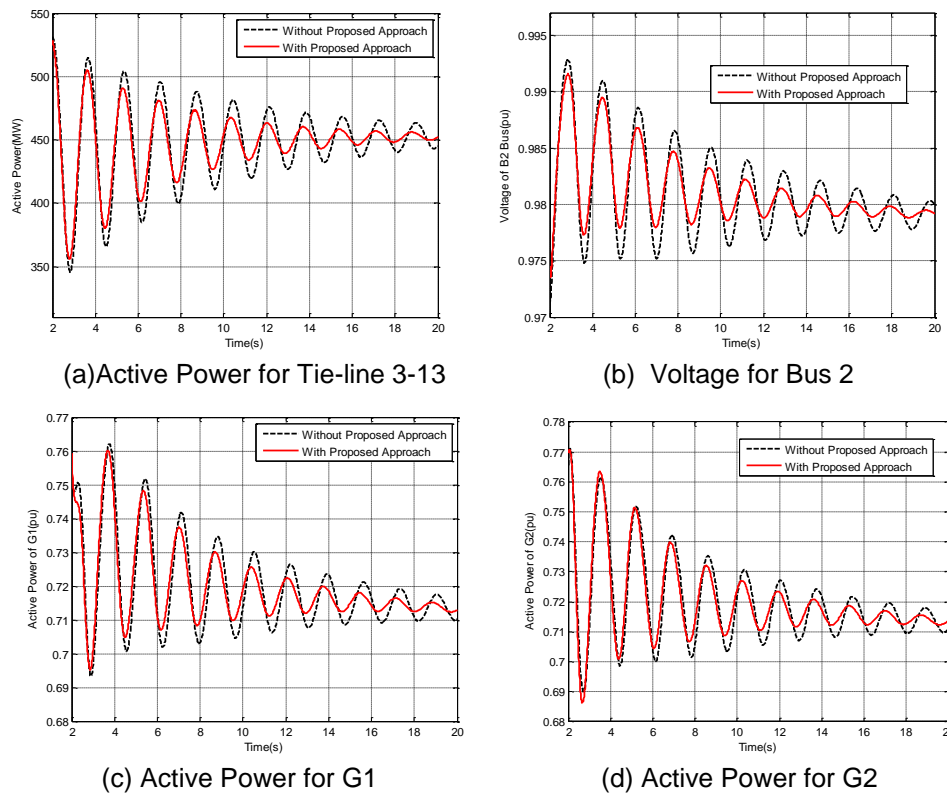 550
500
450
400
350
Active Power(MW)
Without Proposed Approach
With Proposed Approach
2 4 6 8 10 12 14 16 18 20
Time(s)
(a)Active Power for Tie-line 3-13
0.995
0.99
0.985
0.98
0.975
0.97
Voltage of B2 Bus(pu)
Without Proposed Approach
With Proposed Approach
2 4 6 8 10 12 14 16 18 20
Time(s)
(b) Voltage for Bus 2
0.77
0.76
0.75
0.74
0.73
0.72
0.71
0.7
0.69
0.68
Active Power of G1(pu)
Without Proposed Approach
With Proposed Approach
2 4 6 8 10 12 14 16 18 20
Time(s)
(c) Active Power for G1
0.78
0.77
0.76
0.75
0.74
0.73
0.72
0.71
0.7
0.69
0.68
Active Power of G2(pu)
Without Proposed Approach
With Proposed Approach
2 4 6 8 10 12 14 16 18
Time(s)
(d) Active Power for G2